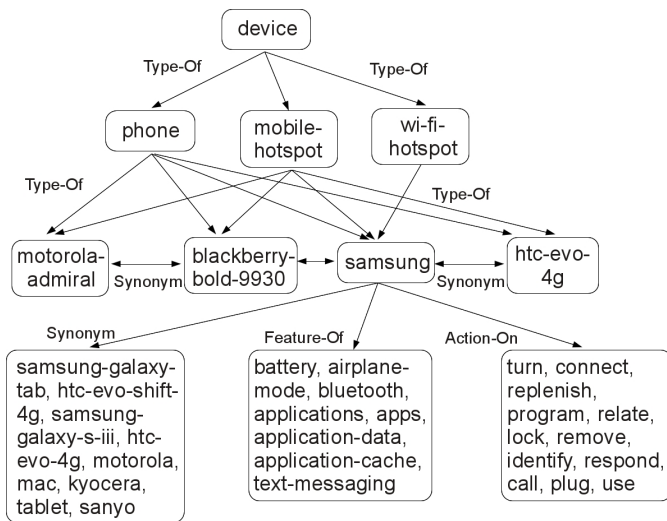 device
Type-Of
Type-Of
phone
mobile-
hotspot
wi-fi-
hotspot
Type-Of
Type-Of
motorola-
admiral
Synonym
blackberry-
bold-9930
samsung
Synonym
htc-evo-
4g
Synonym
Feature-Of
Action-On
samsung-galaxy-
tab, htc-evo-shift-
4g, samsung-
galaxy-s-iii, htc-
evo-4g, motorola,
mac, kyocera,
tablet, sanyo
battery, airplane-
mode, bluetooth,
applications, apps,
application-data,
application-cache,
text-messaging
turn, connect,
replenish,
program, relate,
lock, remove,
identify, respond,
call, plug, use